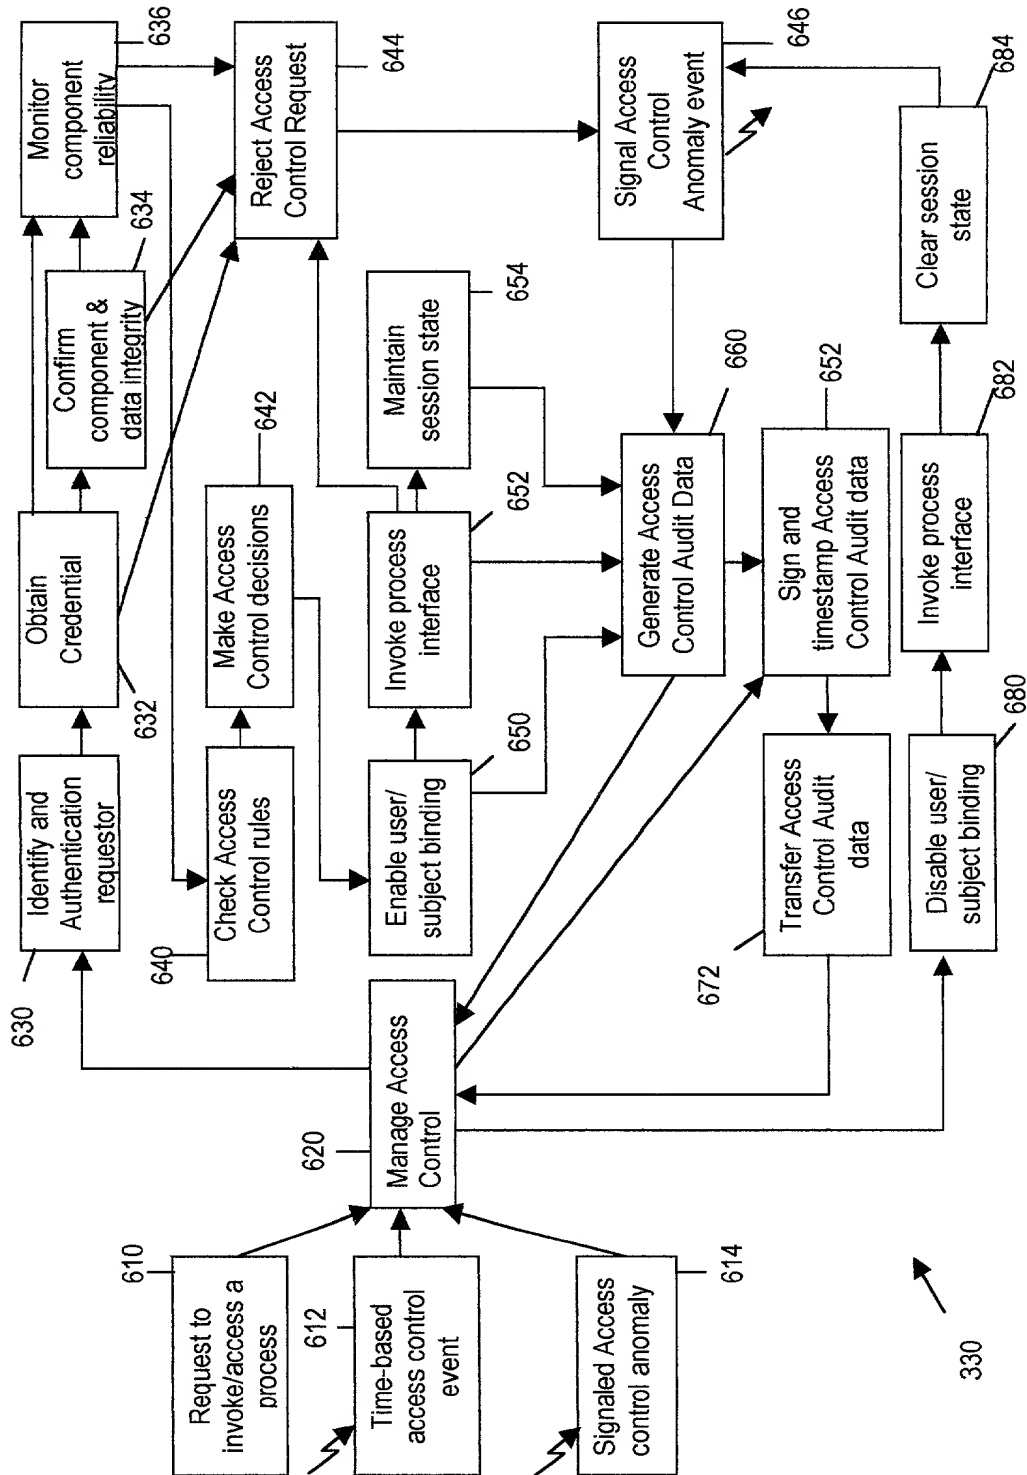 Request to
invoke/access a
process
610
Time-based
access control
event
612
Signaled Access
control anomaly
614
Manage Access
Control
620
Identify and
Authentication
requestor
630
Obtain
Credential
632
Confirm
component &
data integrity
634
Monitor
component
reliability
636
Check Access
Control rules
640
Make Access
Control decisions
642
Reject Access
Control Request
644
Enable user/
subject binding
650
Invoke process
interface
652
Maintain
session state
654
Signal Access
Control
Anomaly event
646
Generate Access
Control Audit Data
660
Sign and
timestamp Access
Control Audit data
652
Transfer Access
Control Audit
data
672
Disable user/
subject binding
680
Invoke process
interface
682
Clear session
state
684
330